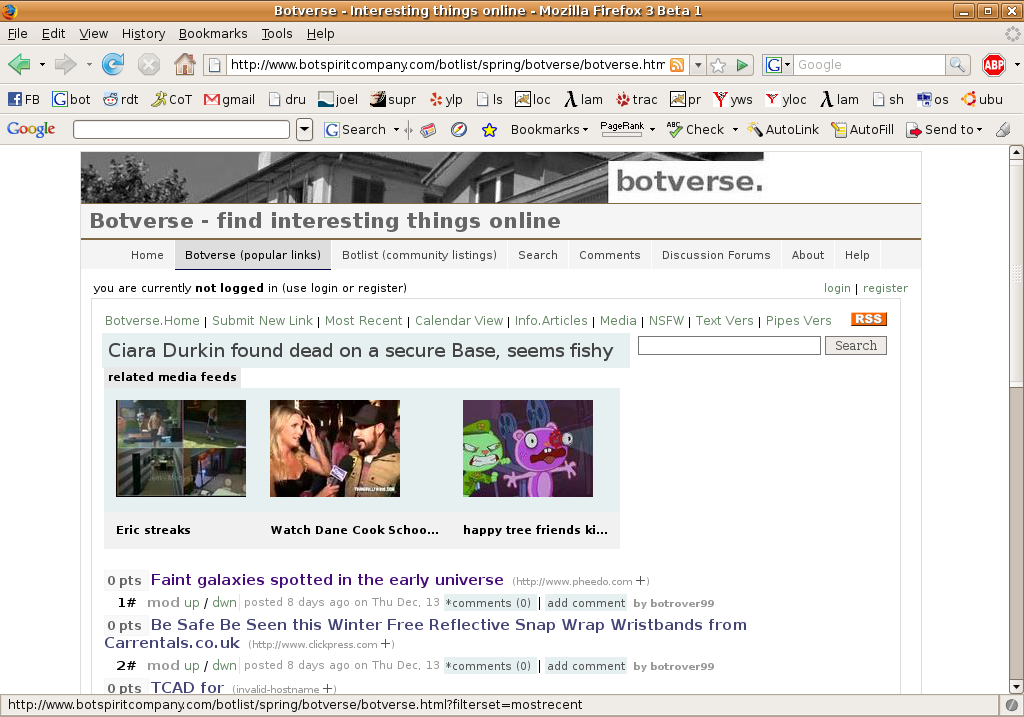 Botverse - Interesting things online - Mozilla Firefox 3 Beta 1
File Edit View History Bookmarks Tools Help
http://www.botspiritcompany.com/botlist/spring/botverse/botverse.htm G Google ABP
FB bot rdt CoT gmail dru joel supr ylp ls loc lam trac pr yws yloc lam sh os ubu
Google G Search Bookmarks PageRank ABC Check AutoLink AutoFill Send to
botverse.
Botverse - find interesting things online
Home Botverse (popular links) Botlist (community listings) Search Comments Discussion Forums About Help
you are currently not logged in (use login or register) login | register
Botverse.Home | Submit New Link | Most Recent | Calendar View | Info.Articles | Media | NSFW | Text Vers | Pipes Vers RSS
Ciara Durkin found dead on a secure Base, seems fishy Search
related media feeds
Eric streaks Watch Dane Cook Schoo... happy tree friends ki...
0 pts Faint galaxies spotted in the early universe (http://www.pheedo.com +)
1# mod up / dwn posted 8 days ago on Thu Dec, 13 *comments (0) | add comment by botrover99
0 pts Be Safe Be Seen this Winter Free Reflective Snap Wrap Wristbands from
Carrentals.co.uk (http://www.clickpress.com +)
2# mod up / dwn posted 8 days ago on Thu Dec, 13 *comments (0) | add comment by botrover99
0 pts TCAD for (invalid-hostname +)
http://www.botspiritcompany.com/botlist/spring/botverse/botverse.html?filterset=mostrecent